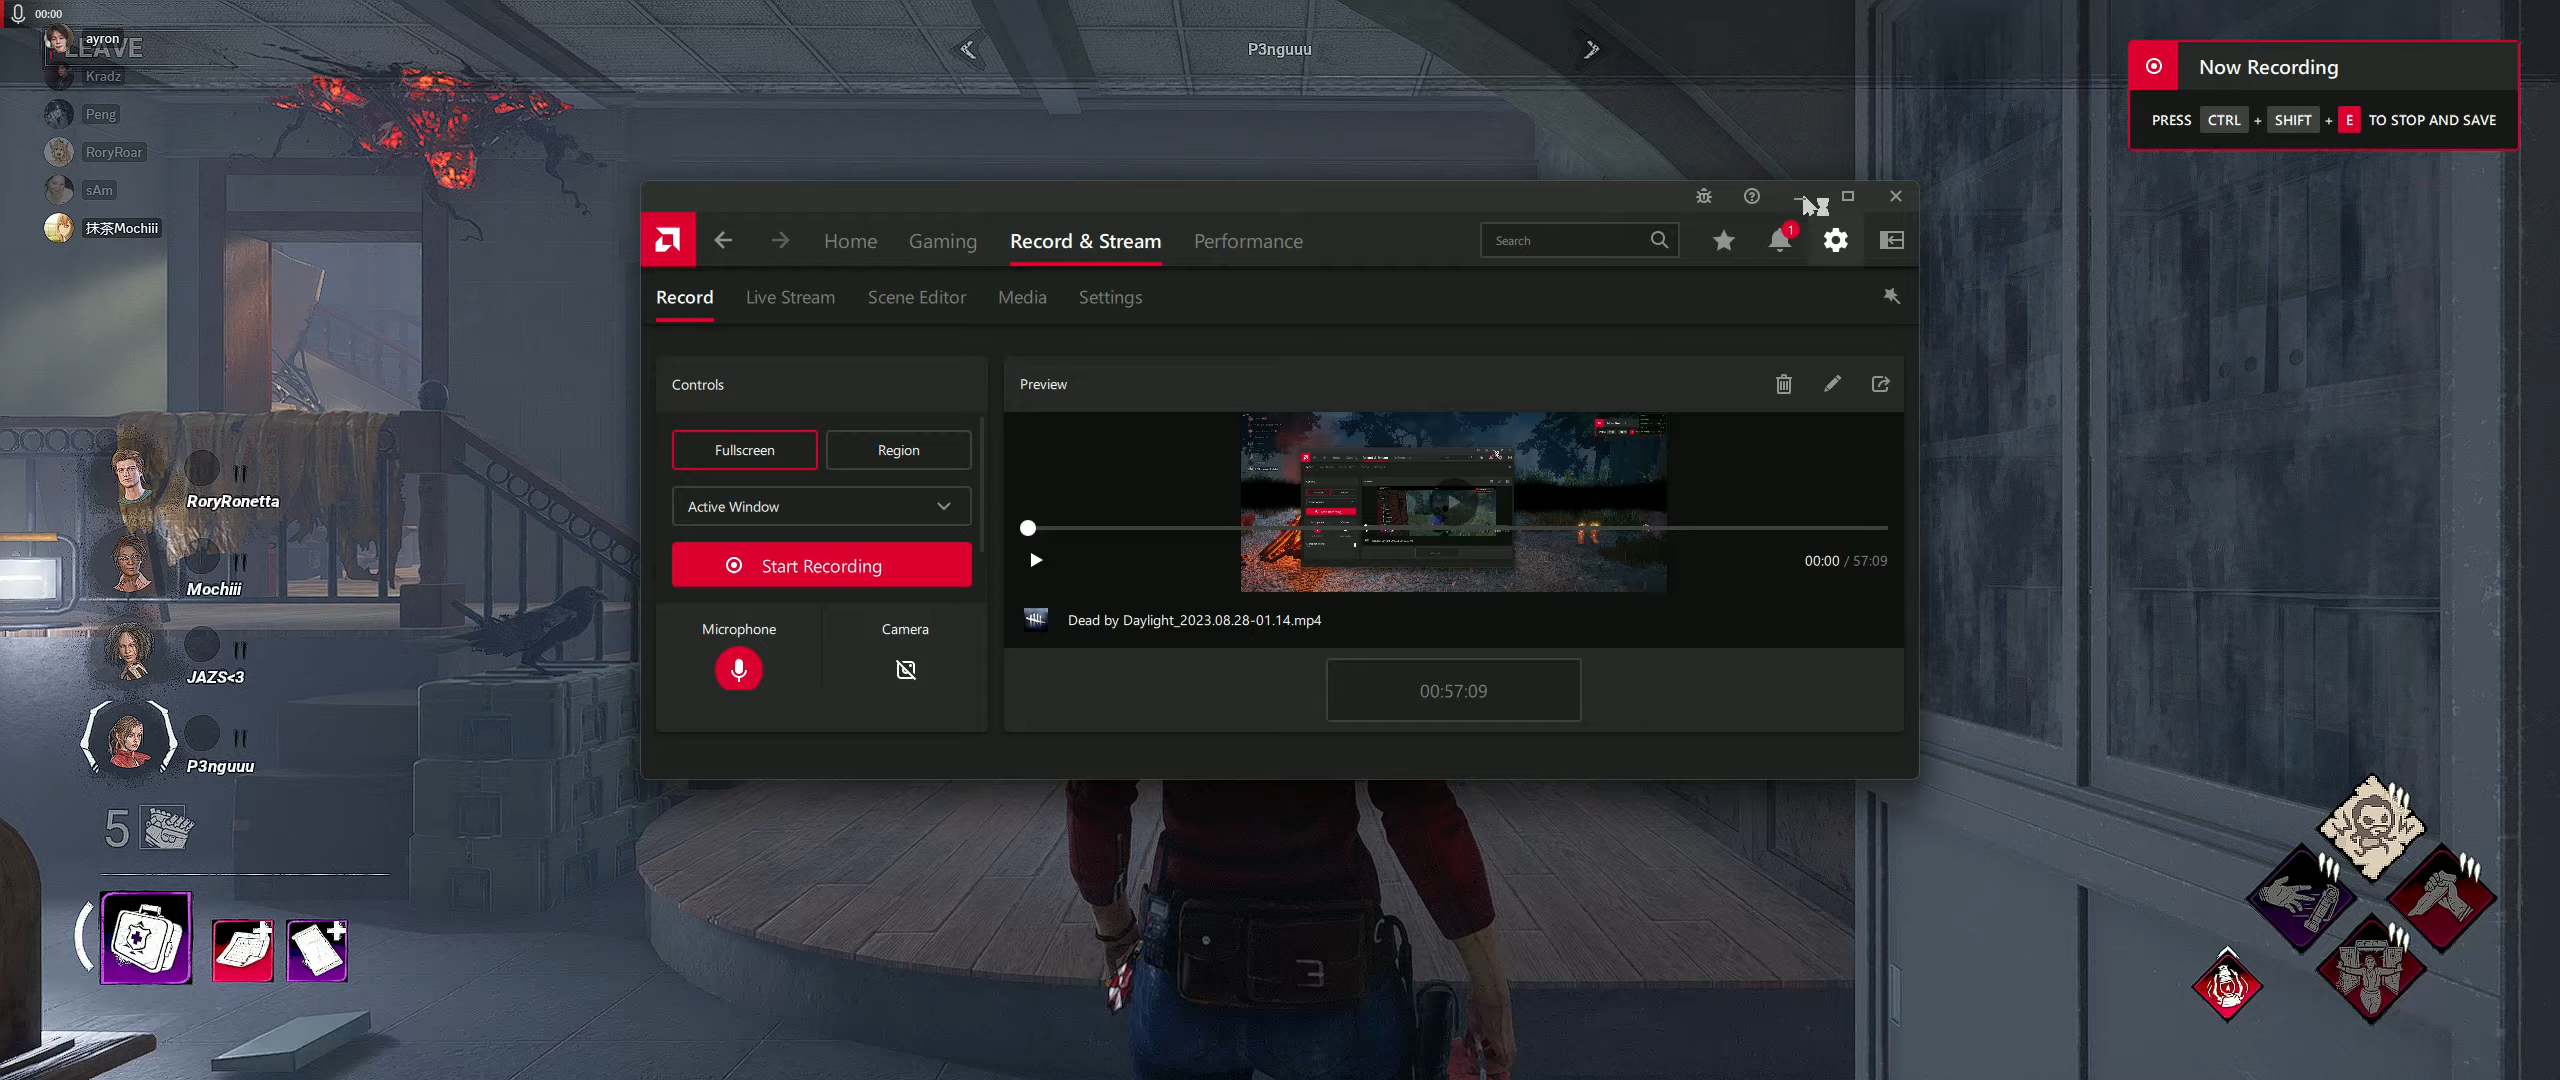 00:00
ayron
LEAVE
Kradz
Peng
RoryRoar
sAm
抹茶Mochiii
P3nguuu
Now Recording
PRESS CTRL + SHIFT + E TO STOP AND SAVE
Home Gaming Record & Stream Performance
Search
1
Record Live Stream Scene Editor Media Settings
Controls
Fullscreen Region
Active Window
Start Recording
Microphone Camera
Preview
00:00 / 57:09
Dead by Daylight_2023.08.28-01.14.mp4
00:57:09
RoryRonetta
Mochiii
JAZS<3
P3nguuu
5